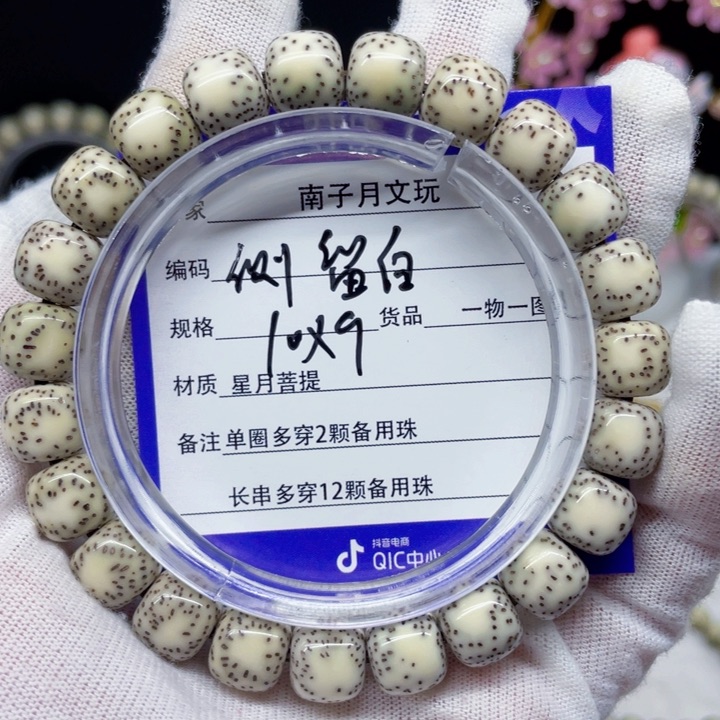 家 南子月文玩
编码 侧留白
规格 10X9 货品 一物一图
材质 星月菩提
备注 单圈多穿2颗备用珠
长串多穿12颗备用珠
抖音电商
QIC中心